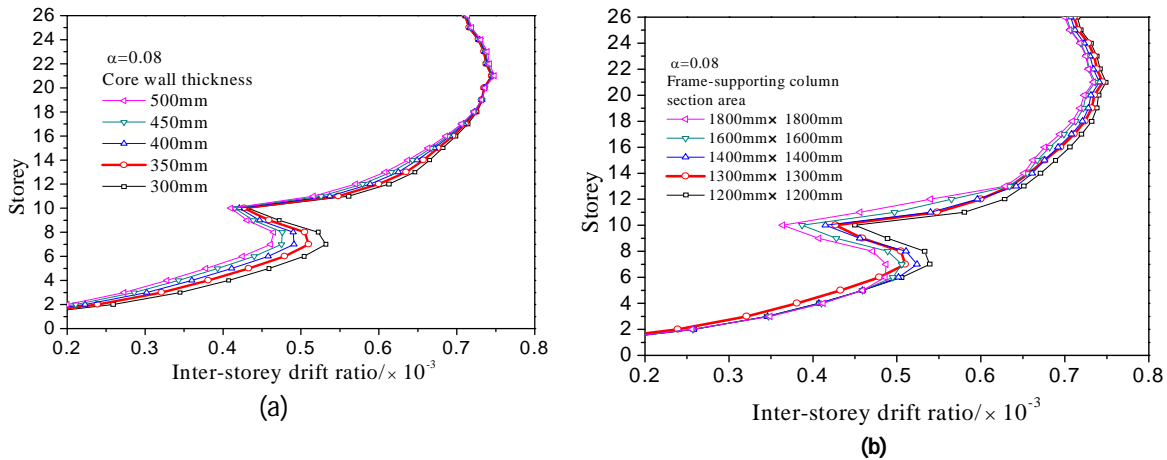 26
24
22
20
18
16
14
12
10
8
6
4
2
0
Storey
α=0.08
Core wall thickness
500mm
450mm
400mm
350mm
300mm
0.2 0.3 0.4 0.5 0.6 0.7 0.8
Inter-storey drift ratio/× 10⁻³
(a)
26
24
22
20
18
16
14
12
10
8
6
4
2
0
Storey
α=0.08
Frame-supporting column
section area
1800mm× 1800mm
1600mm× 1600mm
1400mm× 1400mm
1300mm× 1300mm
1200mm× 1200mm
0.2 0.3 0.4 0.5 0.6 0.7 0.8
Inter-storey drift ratio/× 10⁻³
(b)